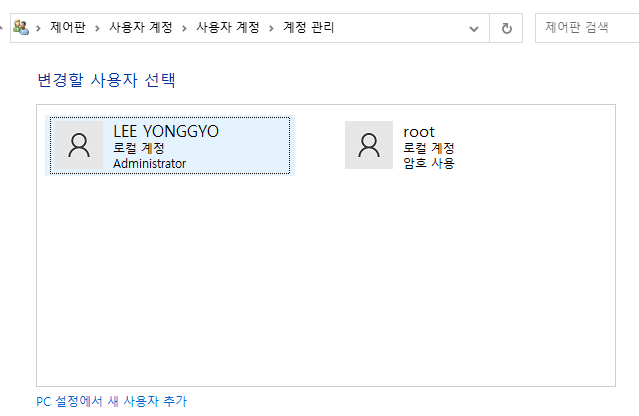 제어판 > 사용자 계정 > 사용자 계정 > 계정 관리
제어판 검색
변경할 사용자 선택
LEE YONGGYO
로컬 계정
Administrator
root
로컬 계정
암호 사용
PC 설정에서 새 사용자 추가